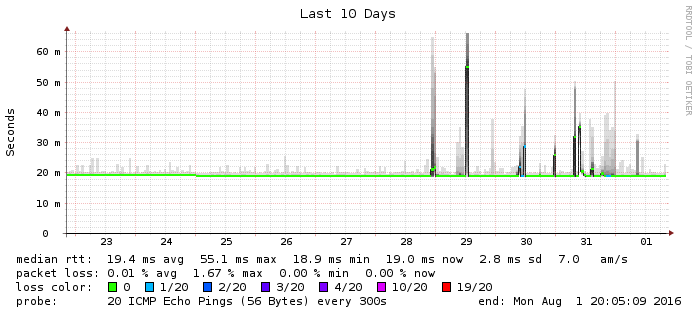 Last 10 Days
RRDTOOL / TOBI OETIKER
Seconds
60 m
50 m
40 m
30 m
20 m
10 m
0
23 24 25 26 27 28 29 30 31 01
median rtt: 19.4 ms avg 55.1 ms max 18.9 ms min 19.0 ms now 2.8 ms sd 7.0 am/s
packet loss: 0.01 % avg 1.67 % max 0.00 % min 0.00 % now
loss color: 0 1/20 2/20 3/20 4/20 10/20 19/20
probe: 20 ICMP Echo Pings (56 Bytes) every 300s end: Mon Aug 1 20:05:09 2016